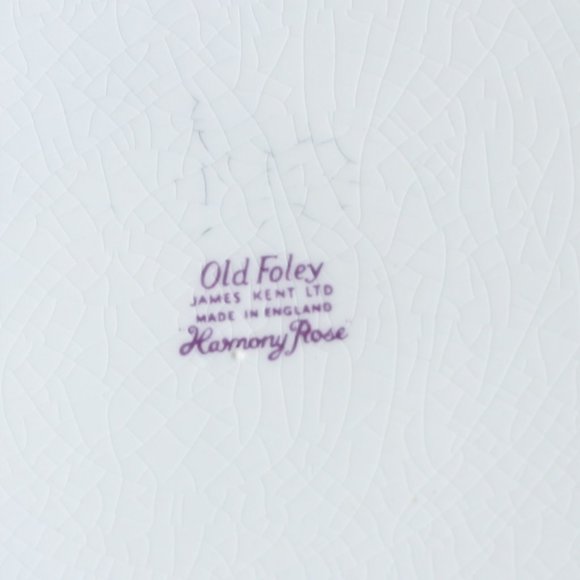 Old Foley
JAMES KENT LTD
MADE IN ENGLAND
Harmony Rose